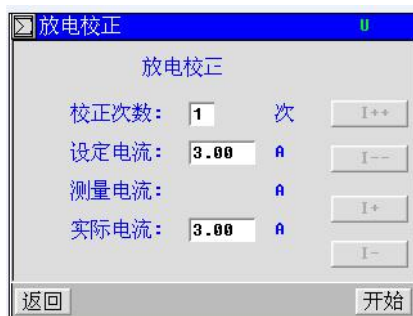 ∑ 放电校正 U
放电校正
校正次数: 1 次 I++
设定电流: 3.00 A I--
测量电流: A I+
实际电流: 3.00 A I-
返回 开始